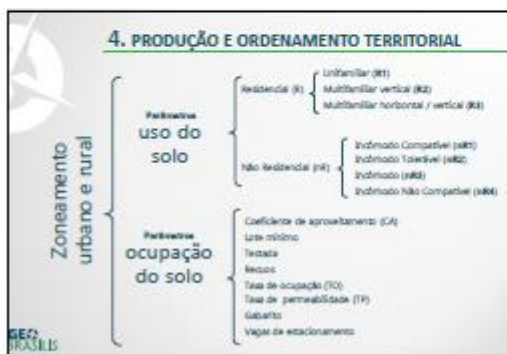 4. PRODUÇÃO E ORDENAMENTO TERRITORIAL
Zoneamento
urbano e rural
Parâmetros
uso do
solo
Residencial (R)
Unifamiliar (R1)
Multifamiliar vertical (R2)
Multifamiliar horizontal / vertical (R3)
Não Residencial (nR)
Incômodo Compatível (nR1)
Incômodo Tolerável (nR2)
Incômodo (nR3)
Incômodo Não Compatível (nR4)
Parâmetros
ocupação
do solo
Coeficiente de aproveitamento (CA)
Lote mínimo
Testada
Recuos
Taxa de ocupação (TO)
Taxa de permeabilidade (TP)
Gabarito
Vagas de estacionamento
GEO
BRASILIS